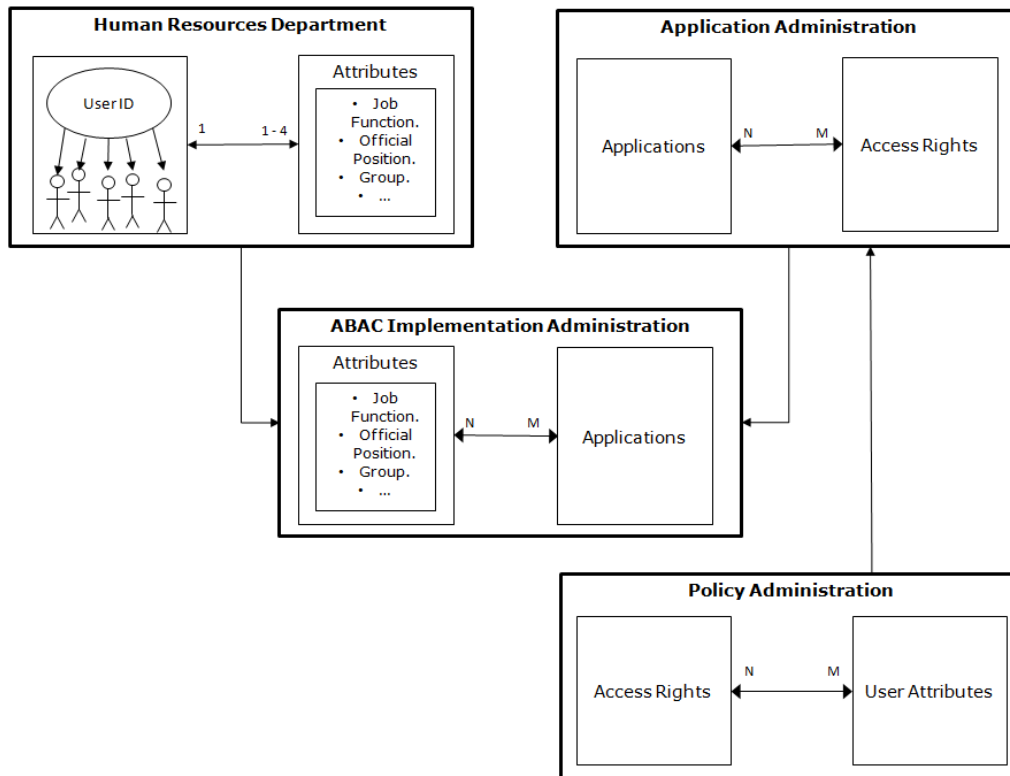 Human Resources Department
User ID
1
1 - 4
Attributes
• Job
Function.
• Official
Position.
• Group.
• ...
Application Administration
Applications
N
M
Access Rights
ABAC Implementation Administration
Attributes
• Job
Function.
• Official
Position.
• Group.
• ...
N
M
Applications
Policy Administration
Access Rights
N
M
User Attributes